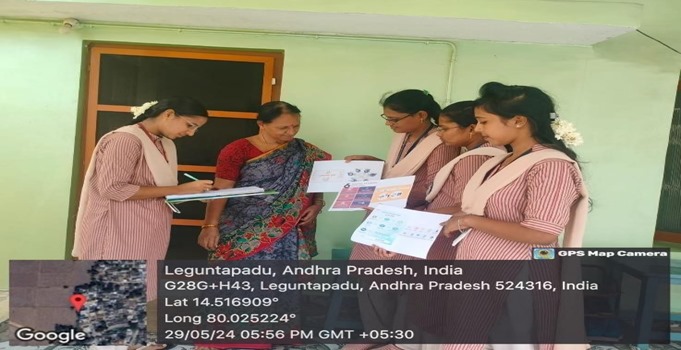 GPS Map Camera
Leguntapadu, Andhra Pradesh, India
G28G+H43, Leguntapadu, Andhra Pradesh 524316, India
Lat 14.516909°
Long 80.025224°
29/05/24 05:56 PM GMT +05:30
Google